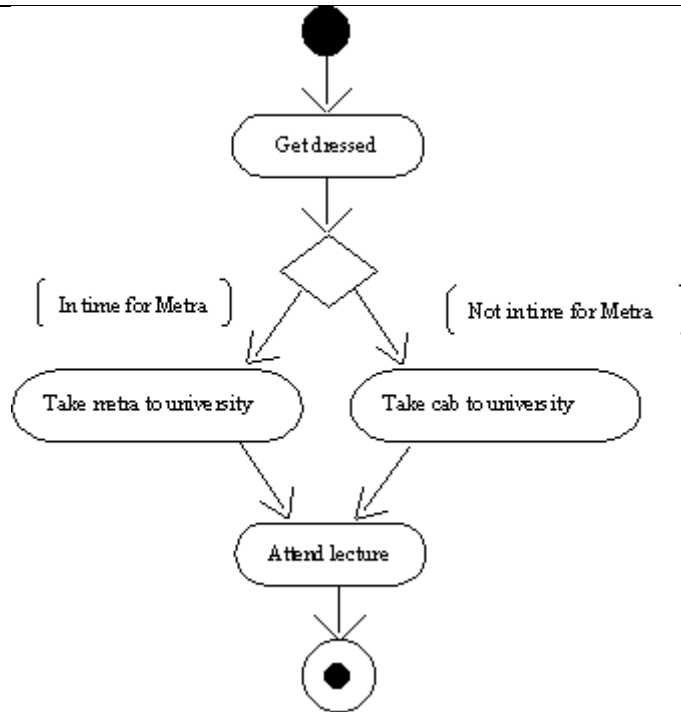 Get dressed
In time for Metra
Not in time for Metra
Take metra to university
Take cab to university
Attend lecture